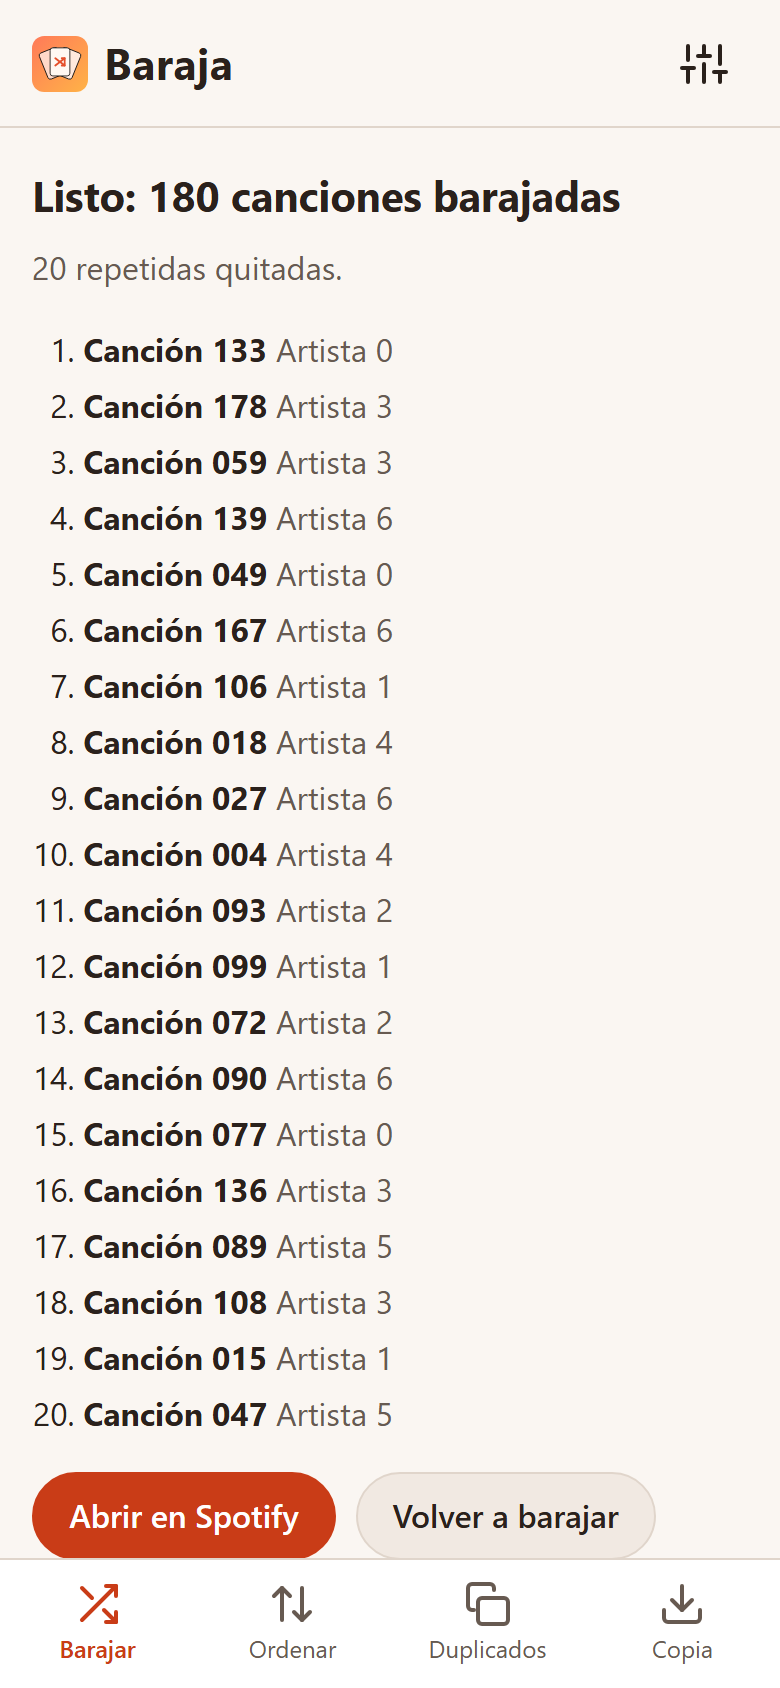 Baraja
Listo: 180 canciones barajadas
20 repetidas quitadas.
1. Canción 133 Artista 0
2. Canción 178 Artista 3
3. Canción 059 Artista 3
4. Canción 139 Artista 6
5. Canción 049 Artista 0
6. Canción 167 Artista 6
7. Canción 106 Artista 1
8. Canción 018 Artista 4
9. Canción 027 Artista 6
10. Canción 004 Artista 4
11. Canción 093 Artista 2
12. Canción 099 Artista 1
13. Canción 072 Artista 2
14. Canción 090 Artista 6
15. Canción 077 Artista 0
16. Canción 136 Artista 3
17. Canción 089 Artista 5
18. Canción 108 Artista 3
19. Canción 015 Artista 1
20. Canción 047 Artista 5
Abrir en Spotify Volver a barajar
Barajar Ordenar Duplicados Copia